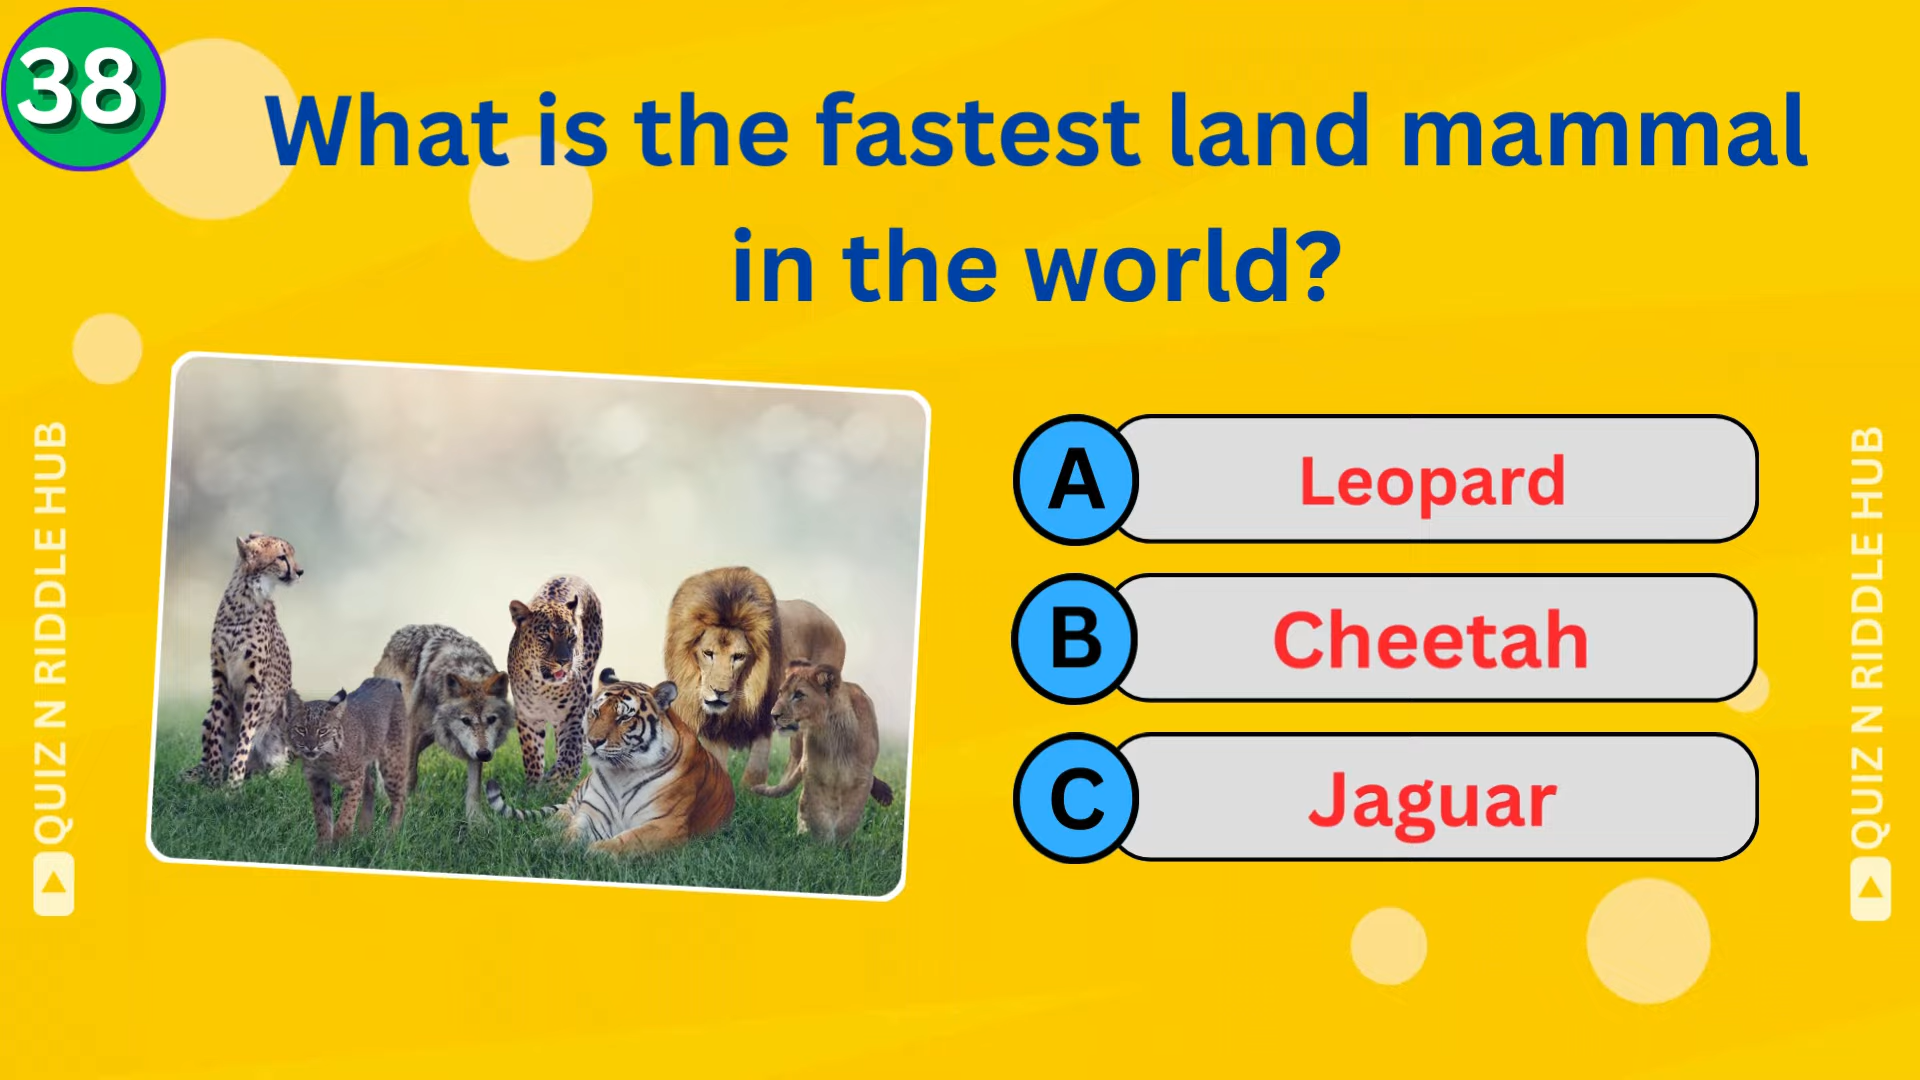 38
What is the fastest land mammal
in the world?
A Leopard
B Cheetah
C Jaguar
QUIZ N RIDDLE HUB
QUIZ N RIDDLE HUB